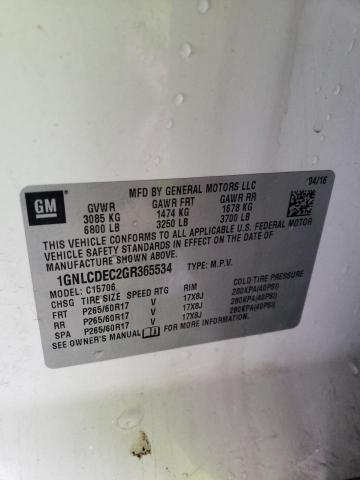 GM
MFD BY GENERAL MOTORS LLC
04/16
GVWR GAWR FRT GAWR RR
3085 KG 1474 KG 1678 KG
6800 LB 3250 LB 3700 LB
THIS VEHICLE CONFORMS TO ALL APPLICABLE U.S. FEDERAL MOTOR
VEHICLE SAFETY STANDARDS IN EFFECT ON THE DATE OF
MANUFACTURE SHOWN ABOVE.
1GNLCDEC2GR365534 TYPE: M.P.V.
MODEL: C15706
CHSG TIRE SIZE SPEED RTG RIM COLD TIRE PRESSURE
FRT P265/60R17 V 17X8J 280KPA(40PSI)
RR P265/60R17 V 17X8J 280KPA(40PSI)
SPA P265/60R17 V 17X8J 280KPA(40PSI)
SEE OWNER'S MANUAL FOR ADDITIONAL INFORMATION.